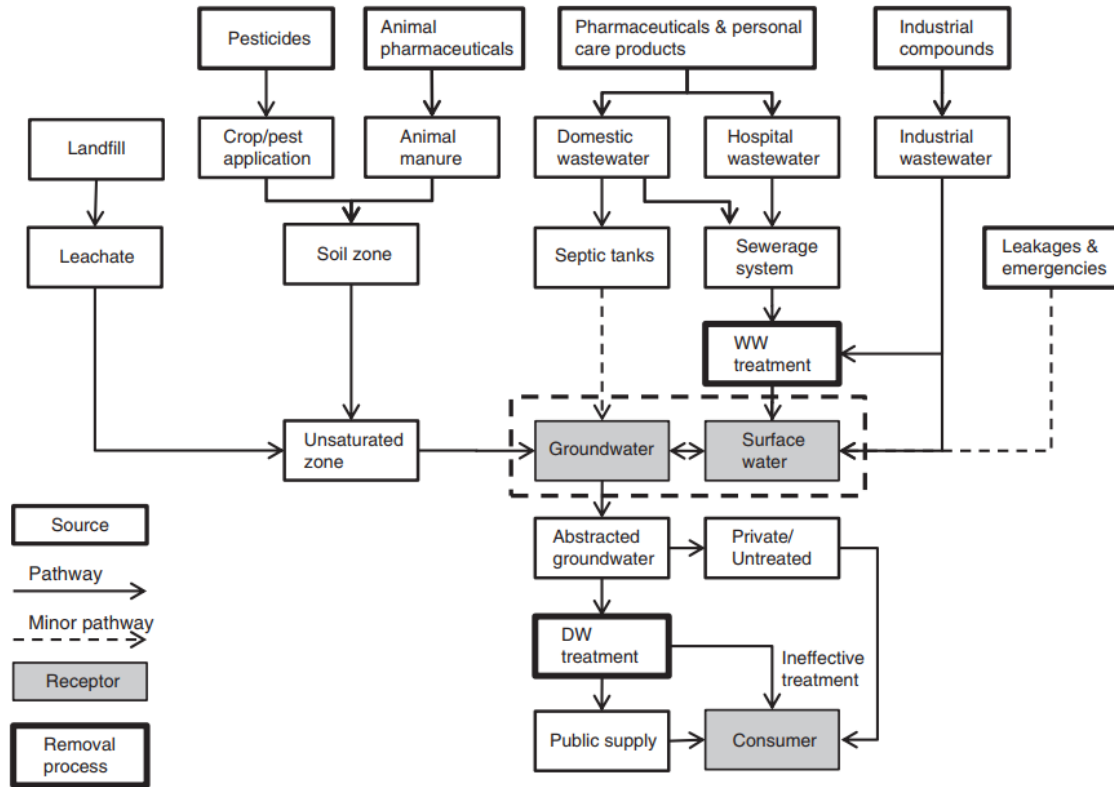 Pesticides
Animal
pharmaceuticals
Pharmaceuticals & personal
care products
Industrial
compounds
Landfill
Crop/pest
application
Animal
manure
Domestic
wastewater
Hospital
wastewater
Industrial
wastewater
Leachate
Soil zone
Septic tanks
Sewerage
system
Leakages &
emergencies
WW
treatment
Unsaturated
zone
Groundwater
Surface
water
Source
Pathway
Minor pathway
Receptor
Removal
process
Abstracted
groundwater
Private/
Untreated
DW
treatment
Ineffective
treatment
Public supply
Consumer